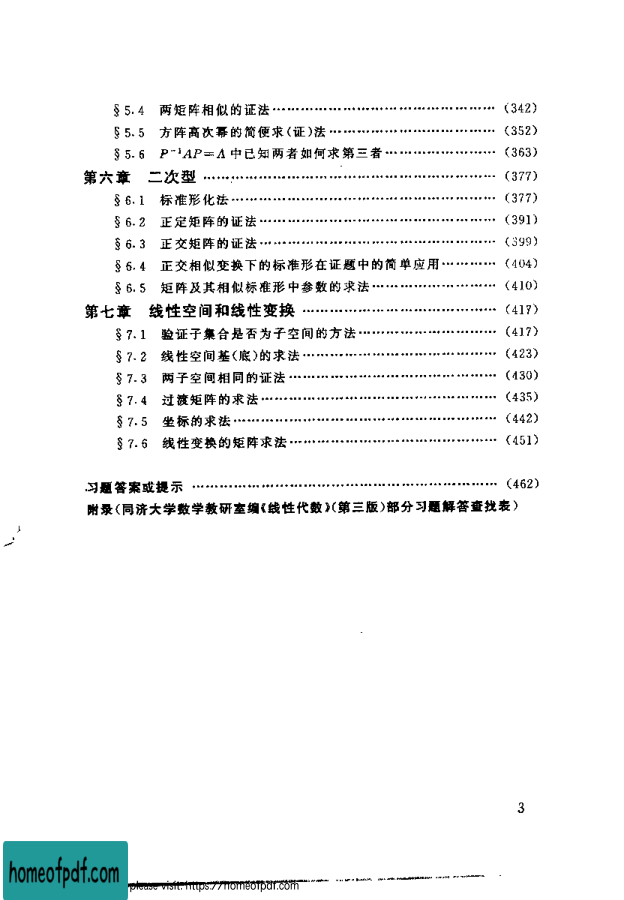 §5.4 两矩阵相似的证法 …… (342)
§5.5 方阵高次幂的简便求(证)法 …… (352)
§5.6 P⁻¹AP=Λ 中已知两者如何求第三者 …… (363)
第六章 二次型 …… (377)
§6.1 标准形化法 …… (377)
§6.2 正定矩阵的证法 …… (391)
§6.3 正交矩阵的证法 …… (399)
§6.4 正交相似变换下的标准形在证题中的简单应用 …… (404)
§6.5 矩阵及其相似标准形中参数的求法 …… (410)
第七章 线性空间和线性变换 …… (417)
§7.1 验证子集合是否为子空间的方法 …… (417)
§7.2 线性空间基(底)的求法 …… (423)
§7.3 两子空间相同的证法 …… (430)
§7.4 过渡矩阵的求法 …… (435)
§7.5 坐标的求法 …… (442)
§7.6 线性变换的矩阵求法 …… (451)
习题答案或提示 …… (462)
附录(同济大学数学教研室编《线性代数》(第三版)部分习题解答查找表)
3
homeofpdf.com
please visit: https://homeofpdf.com